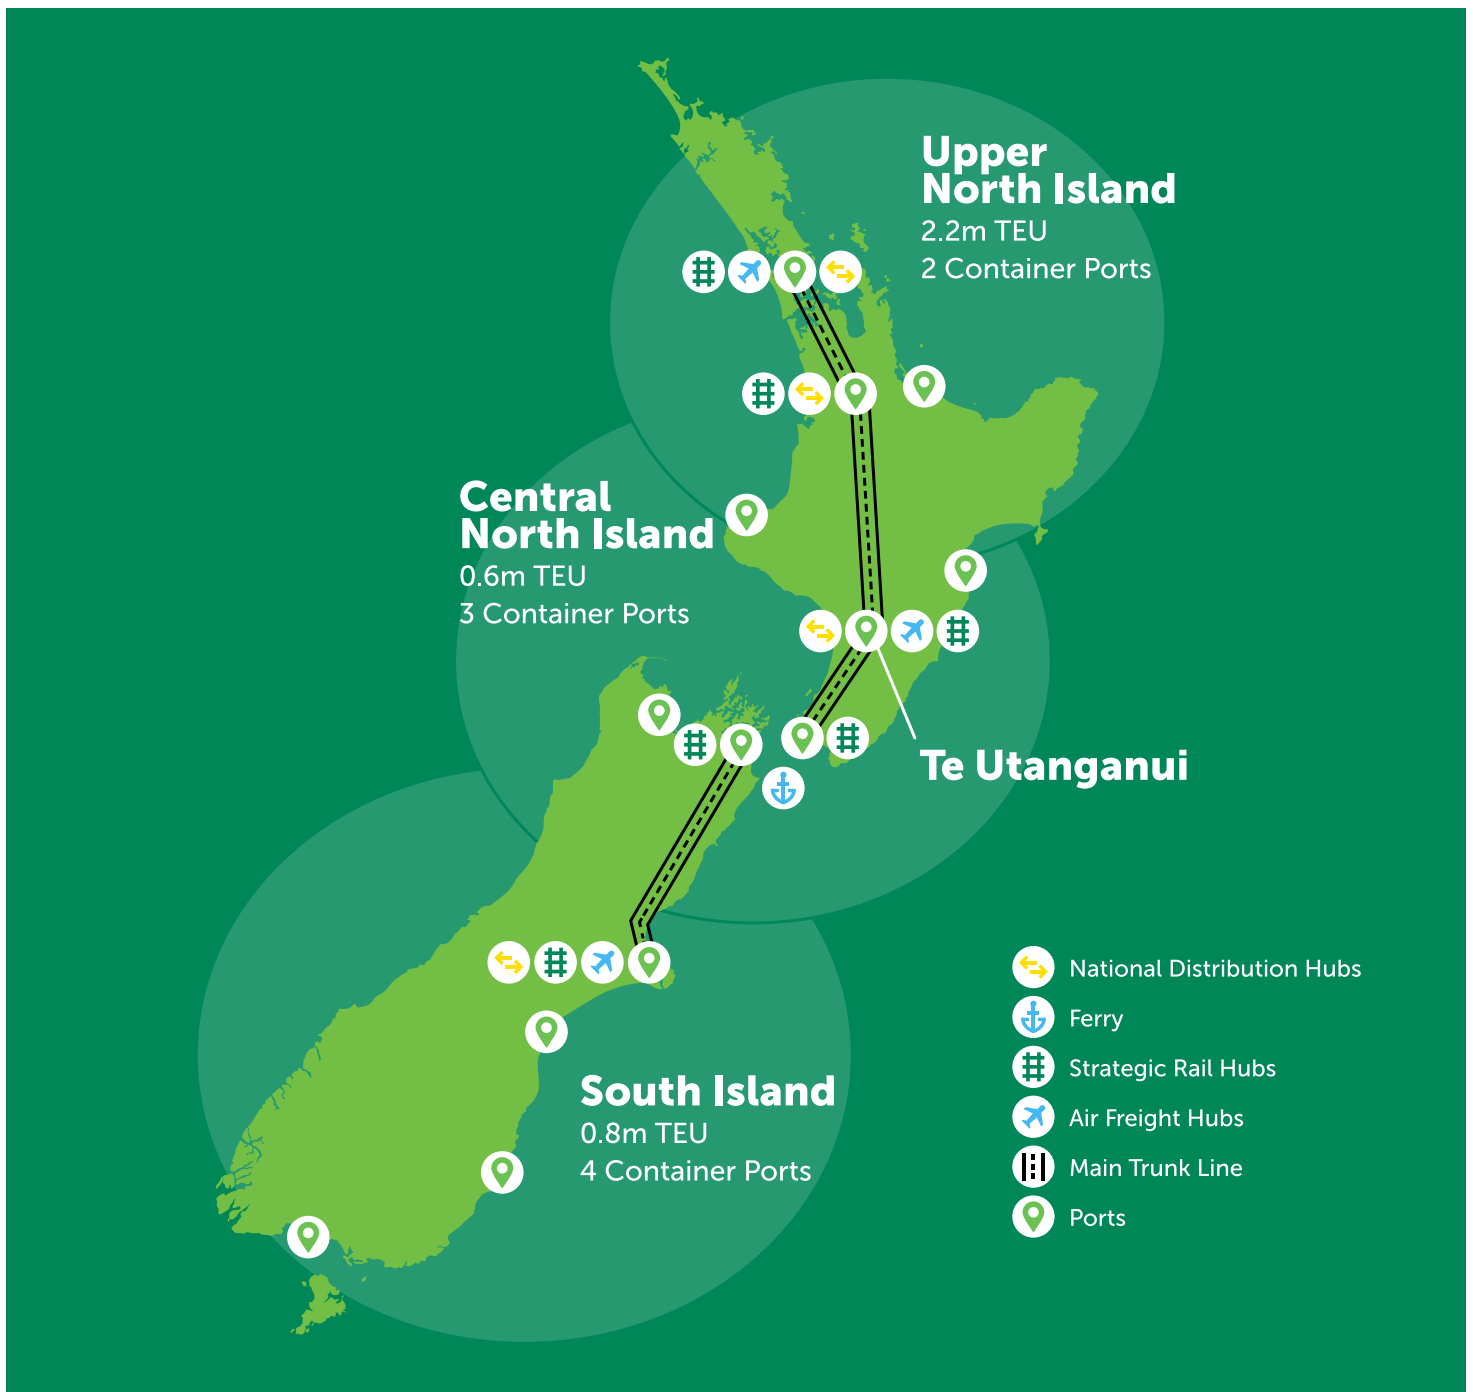 Upper
North Island
2.2m TEU
2 Container Ports
Central
North Island
0.6m TEU
3 Container Ports
Te Utanganui
South Island
0.8m TEU
4 Container Ports
National Distribution Hubs
Ferry
Strategic Rail Hubs
Air Freight Hubs
Main Trunk Line
Ports